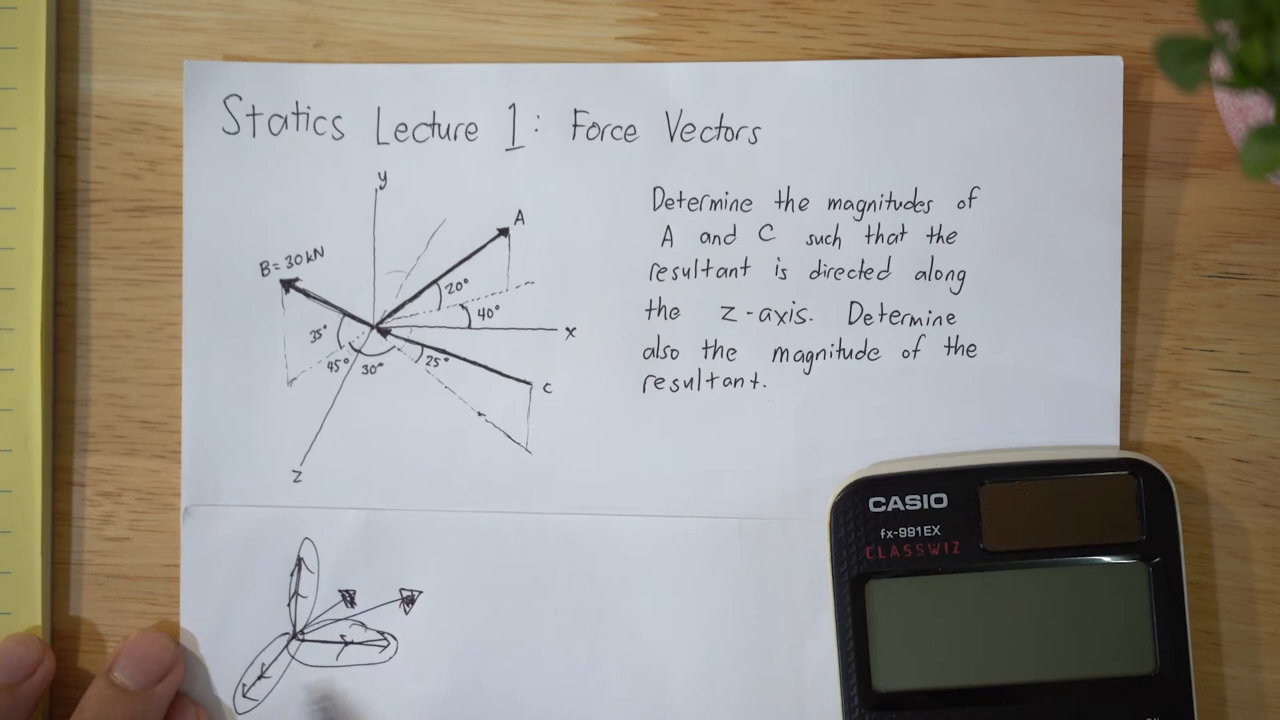 Statics Lecture 1: Force Vectors
y
A
B = 30 kN
20°
40°
x
35°
45°
30°
25°
C
z
Determine the magnitudes of
A and C such that the
resultant is directed along
the z-axis. Determine
also the magnitude of the
resultant.
CASIO
fx-991EX
CLASSWIZ